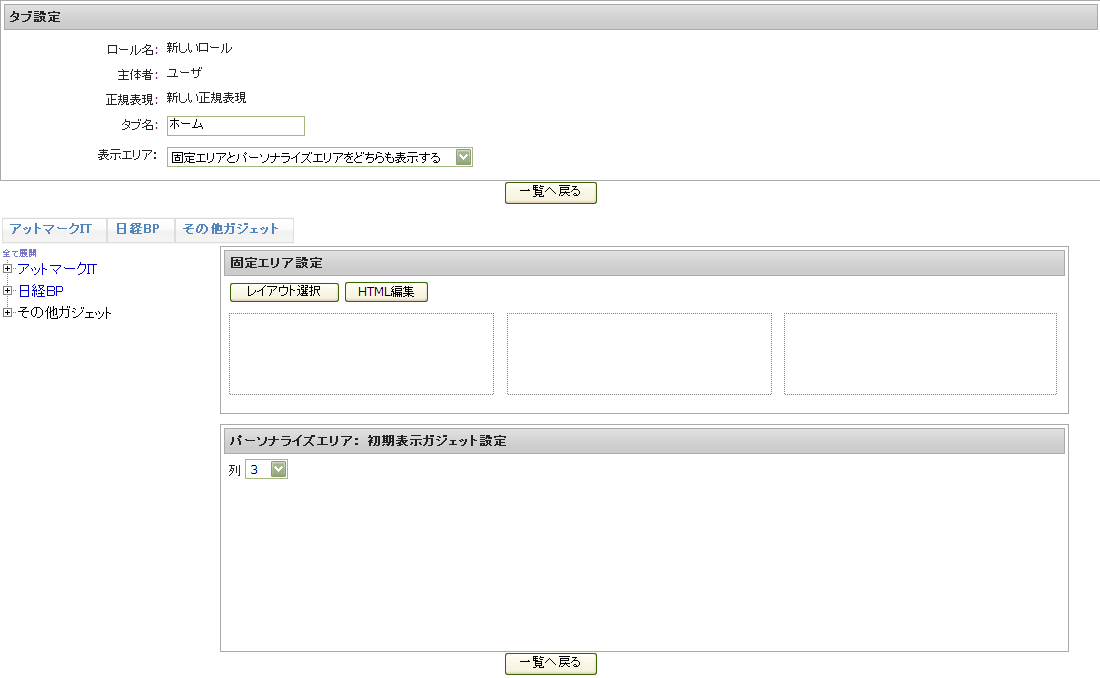 タブ設定
ロール名: 新しいロール
主体者: ユーザ
正規表現: 新しい正規表現
タブ名: ホーム
表示エリア: 固定エリアとパーソナライズエリアをどちらも表示する
一覧へ戻る
アットマークIT 日経BP その他ガジェット
全て展開
アットマークIT
日経BP
その他ガジェット
固定エリア設定
レイアウト選択 HTML編集
パーソナライズエリア: 初期表示ガジェット設定
列 3
一覧へ戻る